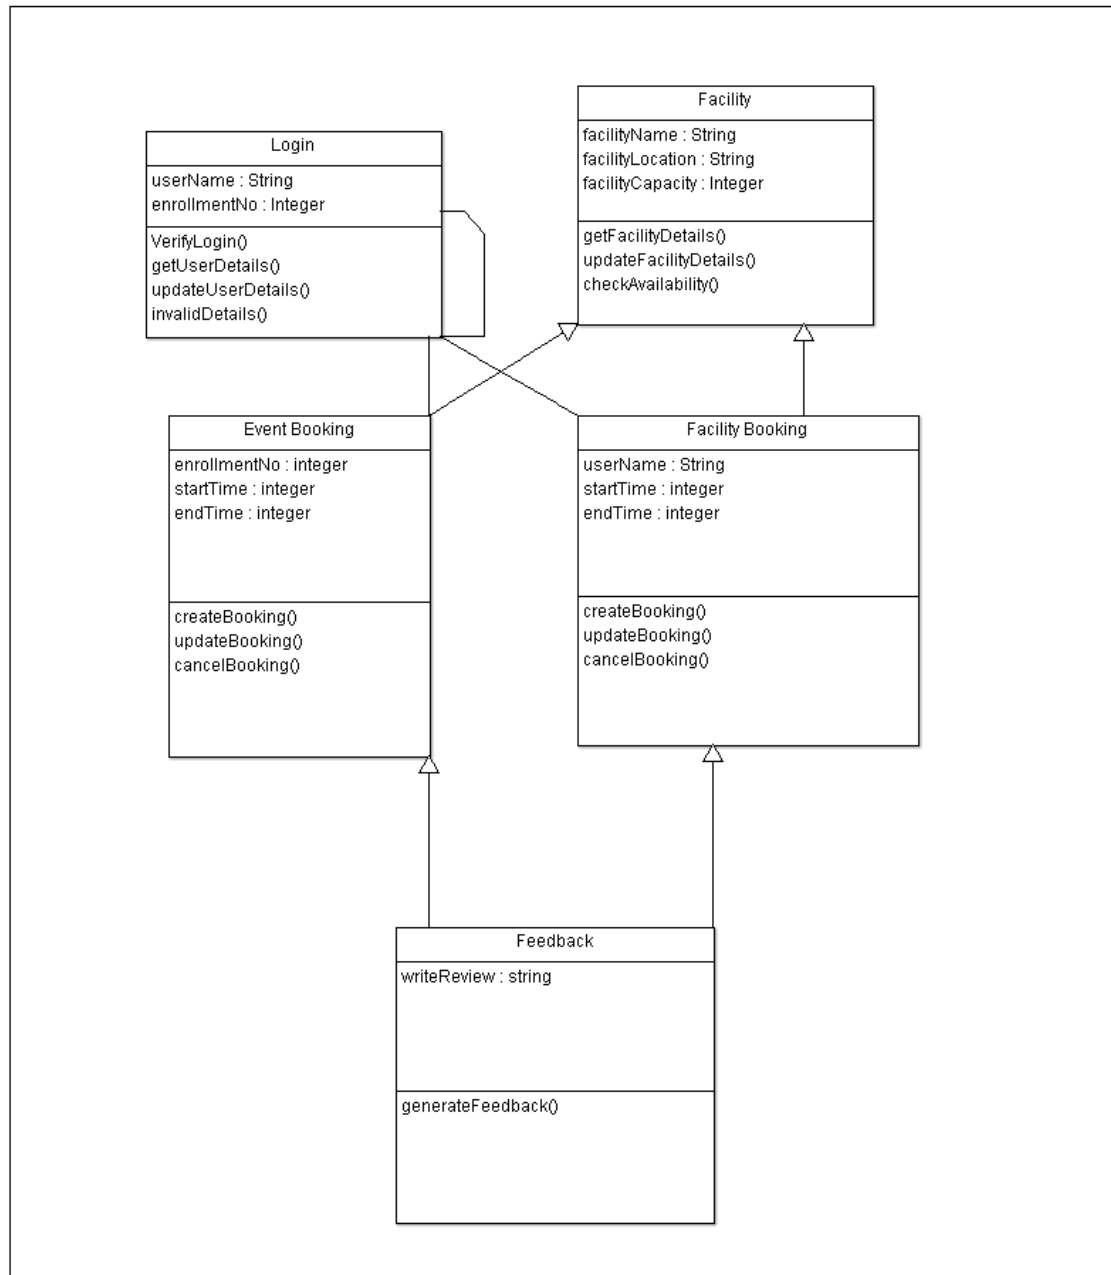 Login
userName : String
enrollmentNo : Integer
VerifyLogin()
getUserDetails()
updateUserDetails()
invalidDetails()
Facility
facilityName : String
facilityLocation : String
facilityCapacity : Integer
getFacilityDetails()
updateFacilityDetails()
checkAvailability()
Event Booking
enrollmentNo : integer
startTime : integer
endTime : integer
createBooking()
updateBooking()
cancelBooking()
Facility Booking
userName : String
startTime : integer
endTime : integer
createBooking()
updateBooking()
cancelBooking()
Feedback
writeReview : string
generateFeedback()